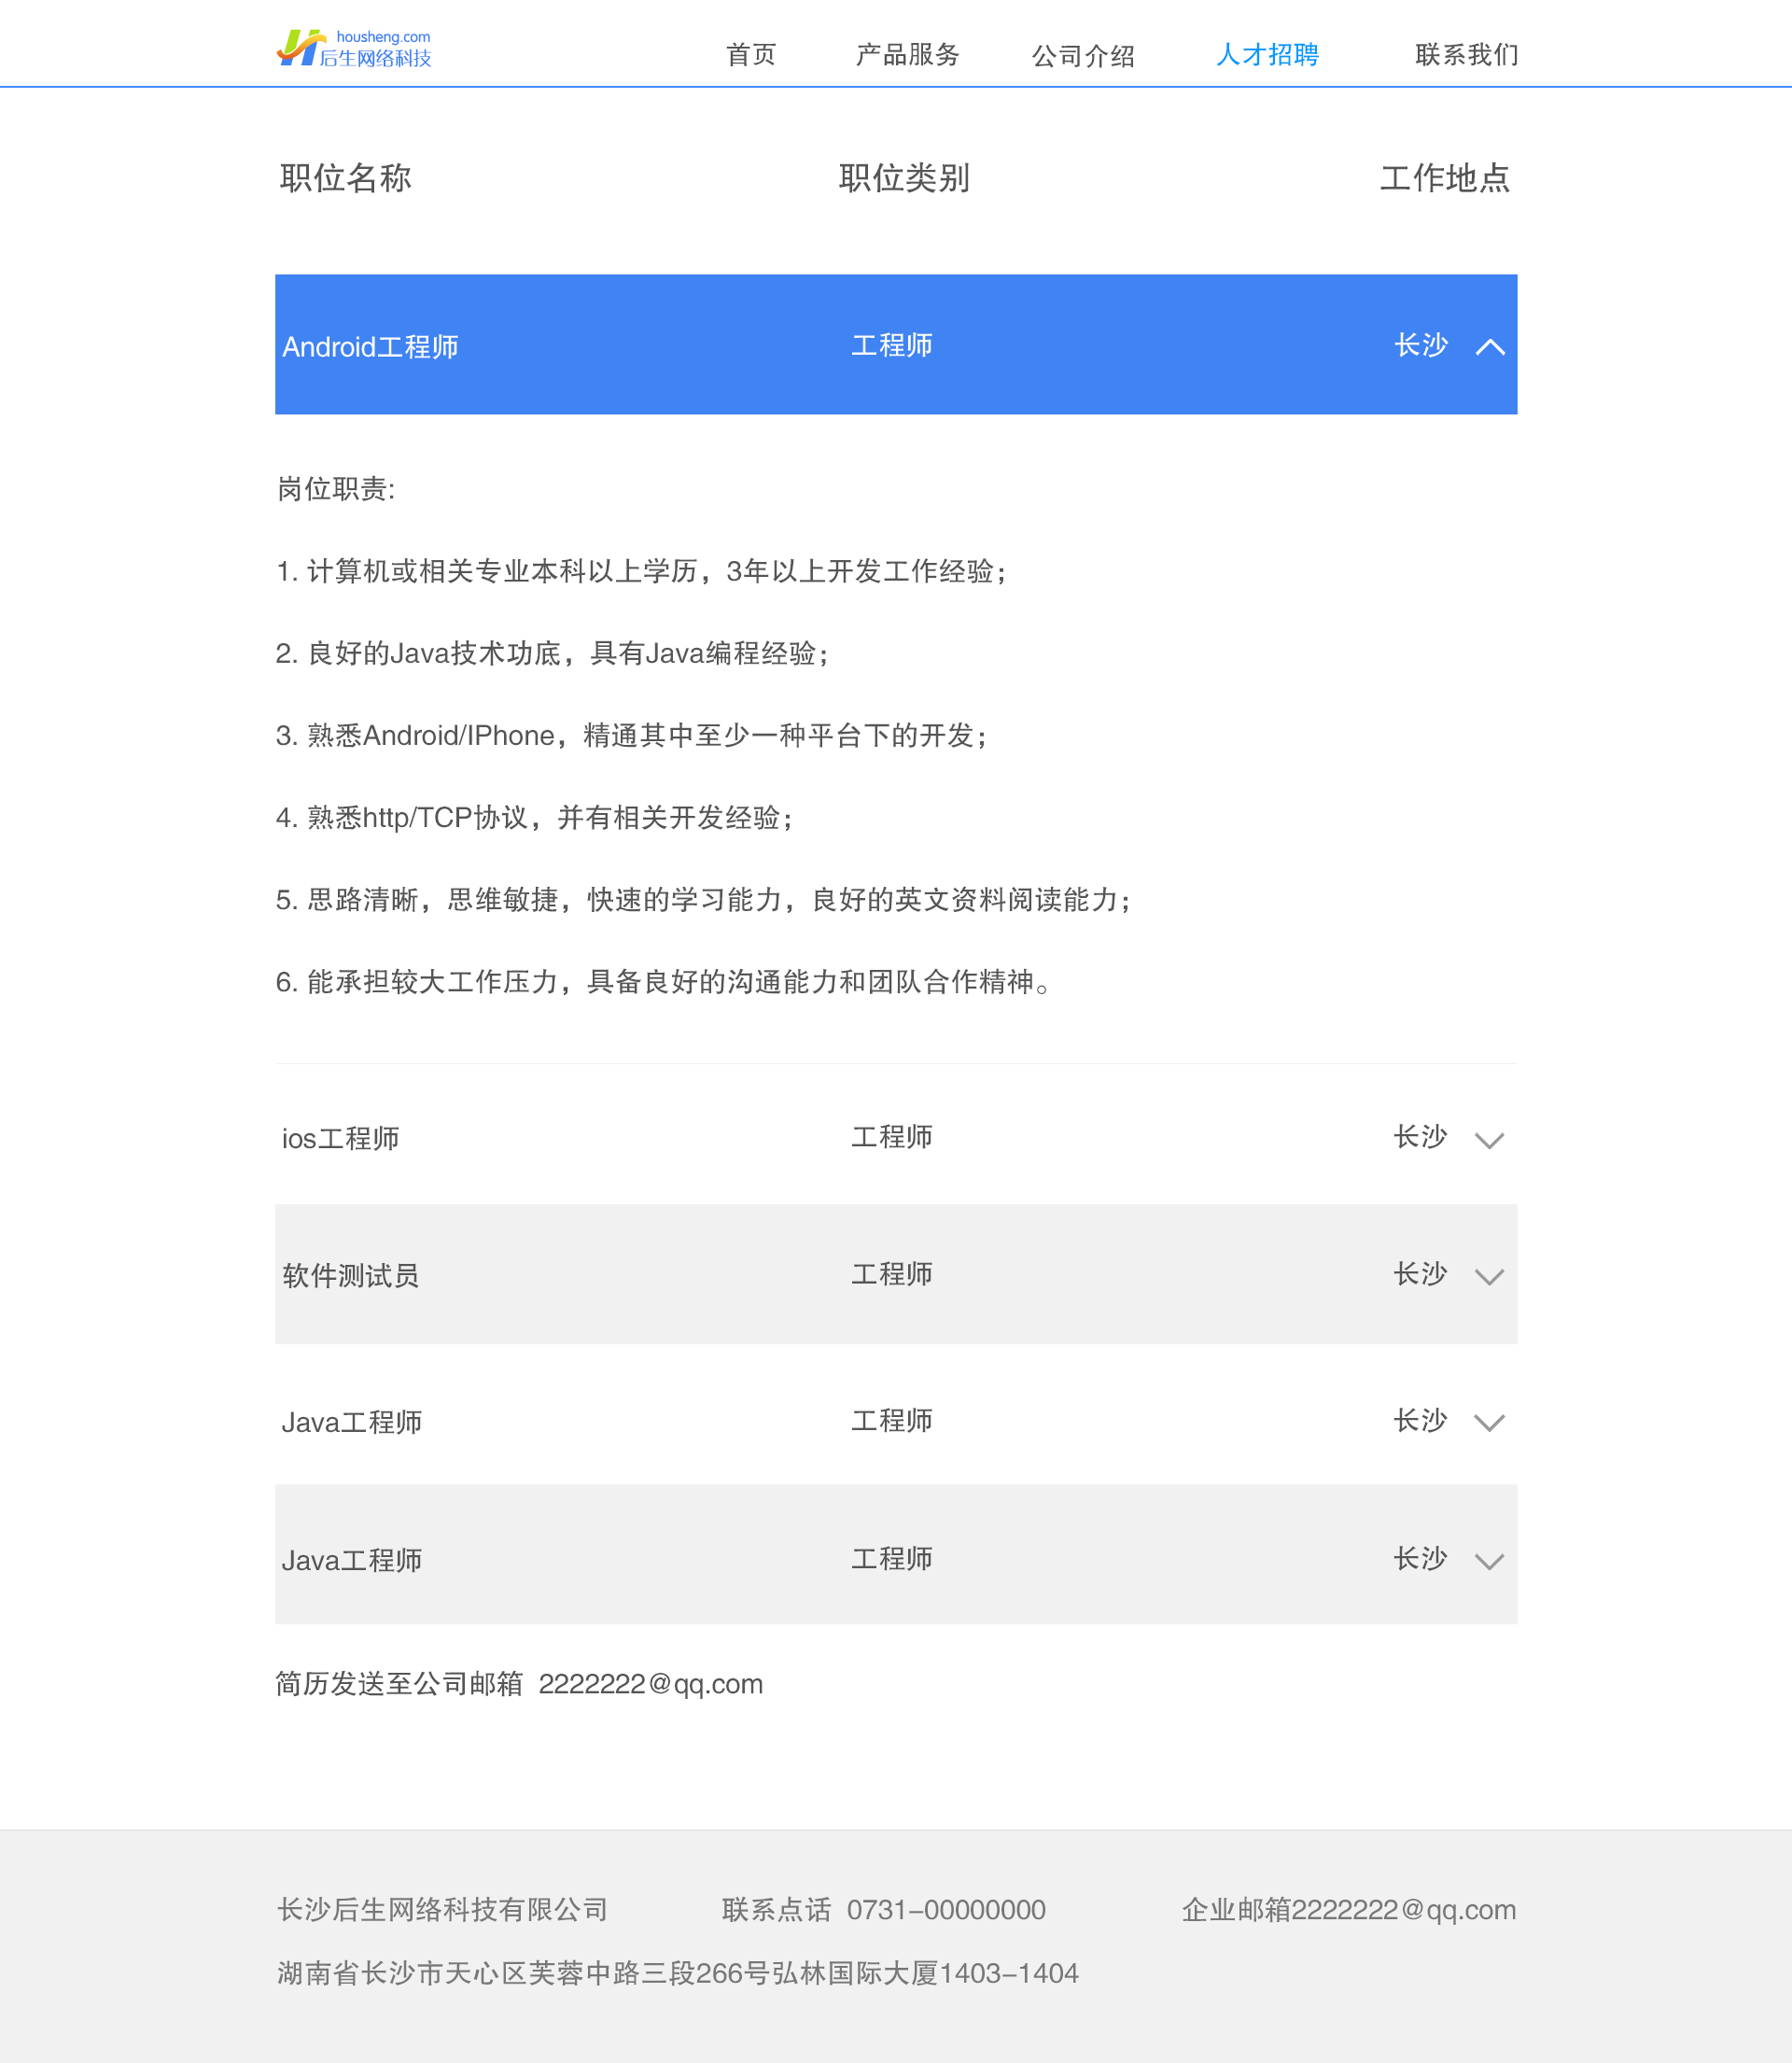 housheng.com
后生网络科技
首页 产品服务 公司介绍 人才招聘 联系我们
职位名称 职位类别 工作地点
Android工程师 工程师 长沙
岗位职责:
1. 计算机或相关专业本科以上学历，3年以上开发工作经验；
2. 良好的Java技术功底，具有Java编程经验；
3. 熟悉Android/IPhone，精通其中至少一种平台下的开发；
4. 熟悉http/TCP协议，并有相关开发经验；
5. 思路清晰，思维敏捷，快速的学习能力，良好的英文资料阅读能力；
6. 能承担较大工作压力，具备良好的沟通能力和团队合作精神。
ios工程师 工程师 长沙
软件测试员 工程师 长沙
Java工程师 工程师 长沙
Java工程师 工程师 长沙
简历发送至公司邮箱 2222222@qq.com
长沙后生网络科技有限公司 联系点话 0731-00000000 企业邮箱2222222@qq.com
湖南省长沙市天心区芙蓉中路三段266号弘林国际大厦1403-1404